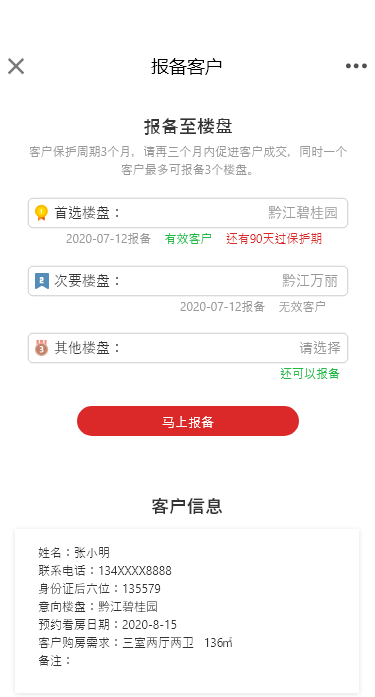 报备客户
报备至楼盘
客户保护周期3个月，请再三个月内促进客户成交，同时一个
客户最多可报备3个楼盘。
1 首选楼盘： 黔江碧桂园
2020-07-12报备 有效客户 还有90天过保护期
2 次要楼盘： 黔江万丽
2020-07-12报备 无效客户
3 其他楼盘： 请选择
还可以报备
马上报备
客户信息
姓名：张小明
联系电话：134XXXX8888
身份证后六位：135579
意向楼盘：黔江碧桂园
预约看房日期：2020-8-15
客户购房需求：三室两厅两卫 136㎡
备注：